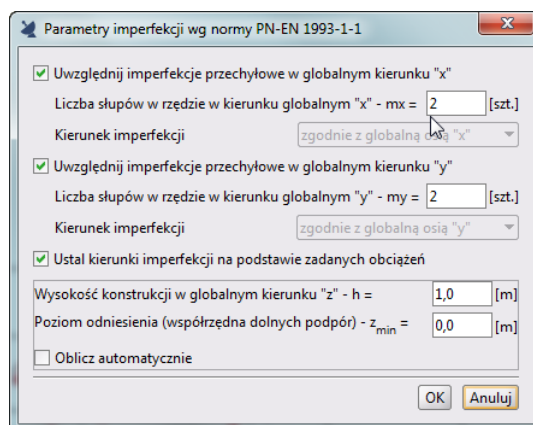 Parametry imperfekcji wg normy PN-EN 1993-1-1
Uwzględnij imperfekcje przechyłowe w globalnym kierunku "x"
Liczba słupów w rzędzie w kierunku globalnym "x" - mx = 2 [szt.]
Kierunek imperfekcji zgodnie z globalną osią "x"
Uwzględnij imperfekcje przechyłowe w globalnym kierunku "y"
Liczba słupów w rzędzie w kierunku globalnym "y" - my = 2 [szt.]
Kierunek imperfekcji zgodnie z globalną osią "y"
Ustal kierunki imperfekcji na podstawie zadanych obciążeń
Wysokość konstrukcji w globalnym kierunku "z" - h = 1,0 [m]
Poziom odniesienia (współrzędna dolnych podpór) - z min = 0,0 [m]
Oblicz automatycznie
OK Anuluj